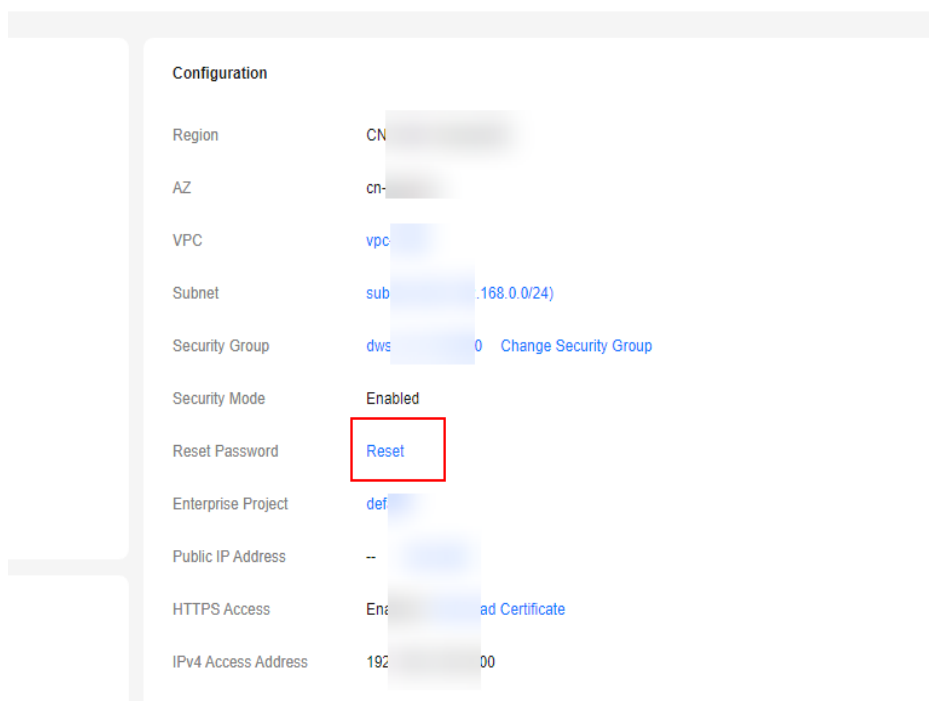 Configuration
Region CN
AZ cn-
VPC vpc
Subnet sub .168.0.0/24)
Security Group dws 0 Change Security Group
Security Mode Enabled
Reset Password Reset
Enterprise Project def
Public IP Address --
HTTPS Access Ena ad Certificate
IPv4 Access Address 192 00